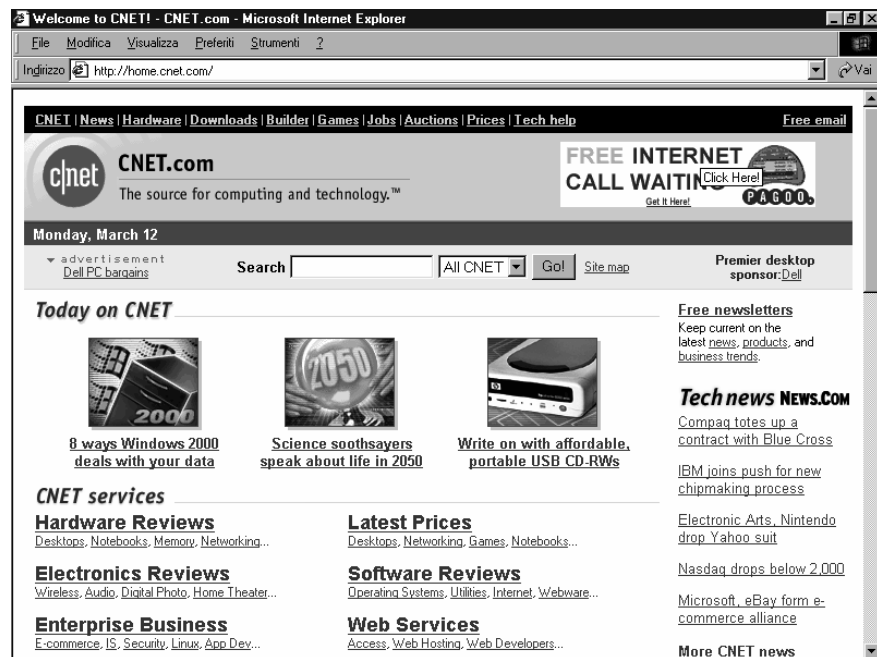 Welcome to CNET! - CNET.com - Microsoft Internet Explorer
File Modifica Visualizza Preferiti Strumenti ?
Indirizzo http://home.cnet.com/ Vai
CNET | News | Hardware | Downloads | Builder | Games | Jobs | Auctions | Prices | Tech help Free email
c|net
CNET.com
The source for computing and technology.™
FREE INTERNET
CALL WAITING
Click Here!
Get It Here!
PAGOO.
Monday, March 12
advertisement
Dell PC bargains
Search All CNET Go! Site map
Premier desktop
sponsor:Dell
Today on CNET
2000
8 ways Windows 2000
deals with your data
2050
Science soothsayers
speak about life in 2050
Write on with affordable,
portable USB CD-RWs
Free newsletters
Keep current on the
latest news, products, and
business trends.
Tech news NEWS.COM
Compaq totes up a
contract with Blue Cross
IBM joins push for new
chipmaking process
Electronic Arts, Nintendo
drop Yahoo suit
Nasdaq drops below 2,000
Microsoft, eBay form e-
commerce alliance
More CNET news
CNET services
Hardware Reviews
Desktops, Notebooks, Memory, Networking...
Latest Prices
Desktops, Networking, Games, Notebooks...
Electronics Reviews
Wireless, Audio, Digital Photo, Home Theater...
Software Reviews
Operating Systems, Utilities, Internet, Webware...
Enterprise Business
E-commerce, IS, Security, Linux, App Dev...
Web Services
Access, Web Hosting, Web Developers...